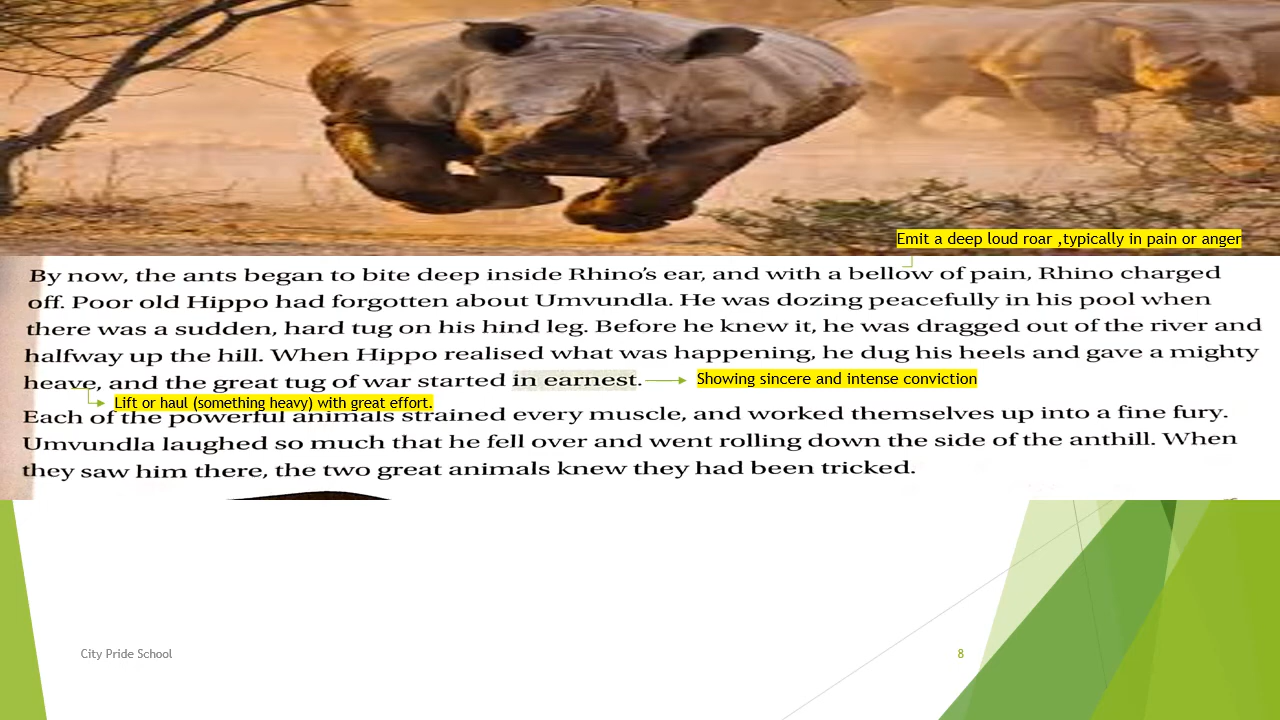 Emit a deep loud roar ,typically in pain or anger
By now, the ants began to bite deep inside Rhino's ear, and with a bellow of pain, Rhino charged
off. Poor old Hippo had forgotten about Umvundla. He was dozing peacefully in his pool when
there was a sudden, hard tug on his hind leg. Before he knew it, he was dragged out of the river and
halfway up the hill. When Hippo realised what was happening, he dug his heels and gave a mighty
heave, and the great tug of war started in earnest.
Showing sincere and intense conviction
Lift or haul (something heavy) with great effort.
Each of the powerful animals strained every muscle, and worked themselves up into a fine fury.
Umvundla laughed so much that he fell over and went rolling down the side of the anthill. When
they saw him there, the two great animals knew they had been tricked.
City Pride School
8